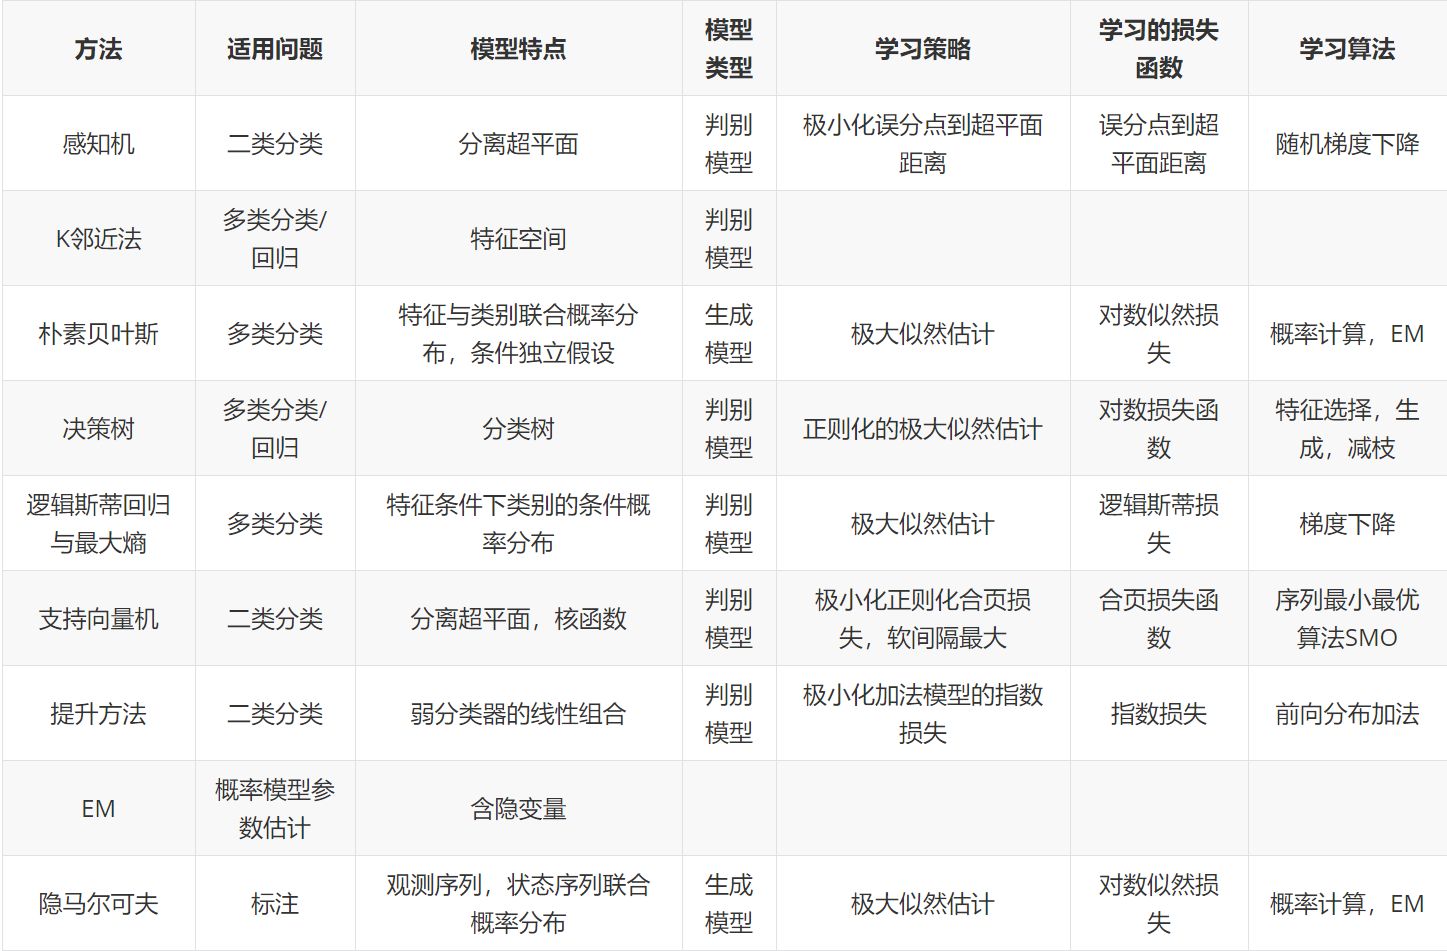 方法
适用问题
模型特点
模型
类型
学习策略
学习的损失
函数
学习算法
感知机
二类分类
分离超平面
判别
模型
极小化误分点到超平面
距离
误分点到超
平面距离
随机梯度下降
K邻近法
多类分类/
回归
特征空间
判别
模型
朴素贝叶斯
多类分类
特征与类别联合概率分
布，条件独立假设
生成
模型
极大似然估计
对数似然损
失
概率计算，EM
决策树
多类分类/
回归
分类树
判别
模型
正则化的极大似然估计
对数损失函
数
特征选择，生
成，减枝
逻辑斯蒂回归
与最大熵
多类分类
特征条件下类别的条件概
率分布
判别
模型
极大似然估计
逻辑斯蒂损
失
梯度下降
支持向量机
二类分类
分离超平面，核函数
判别
模型
极小化正则化合页损
失，软间隔最大
合页损失函
数
序列最小最优
算法SMO
提升方法
二类分类
弱分类器的线性组合
判别
模型
极小化加法模型的指数
损失
指数损失
前向分布加法
EM
概率模型参
数估计
含隐变量
隐马尔可夫
标注
观测序列，状态序列联合
概率分布
生成
模型
极大似然估计
对数似然损
失
概率计算，EM